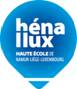 héna
llux
HAUTE ÉCOLE DE
NAMUR-LIÈGE-LUXEMBOURG